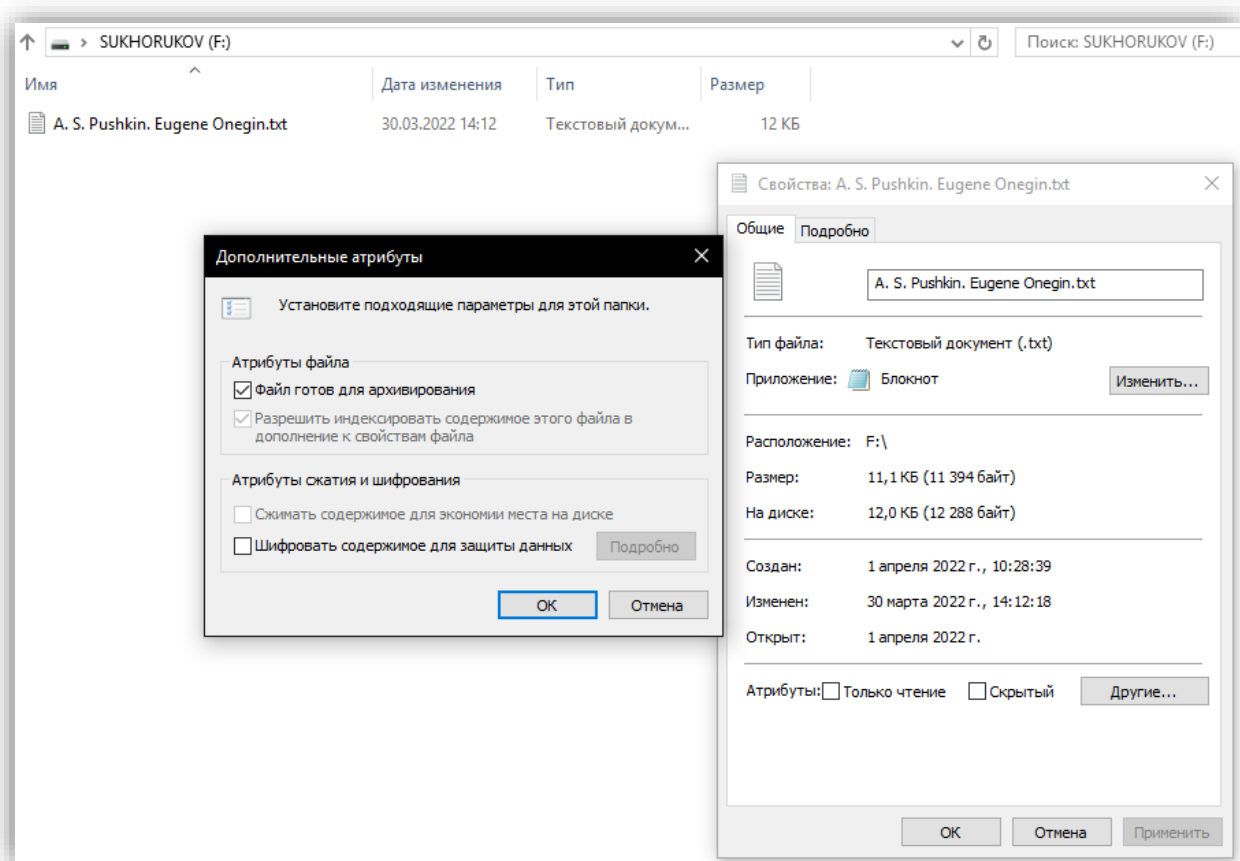 SUKHORUKOV (F:)
Поиск: SUKHORUKOV (F:)
Имя Дата изменения Тип Размер
A. S. Pushkin. Eugene Onegin.txt 30.03.2022 14:12 Текстовый докум... 12 КБ
Дополнительные атрибуты
Установите подходящие параметры для этой папки.
Атрибуты файла
Файл готов для архивирования
Разрешить индексировать содержимое этого файла в
дополнение к свойствам файла
Атрибуты сжатия и шифрования
Сжимать содержимое для экономии места на диске
Шифровать содержимое для защиты данных Подробно
ОК Отмена
Свойства: A. S. Pushkin. Eugene Onegin.txt
Общие Подробно
A. S. Pushkin. Eugene Onegin.txt
Тип файла: Текстовый документ (.txt)
Приложение: Блокнот Изменить...
Расположение: F:\
Размер: 11,1 КБ (11 394 байт)
На диске: 12,0 КБ (12 288 байт)
Создан: 1 апреля 2022 г., 10:28:39
Изменен: 30 марта 2022 г., 14:12:18
Открыт: 1 апреля 2022 г.
Атрибуты: Только чтение Скрытый Другие...
ОК Отмена Применить